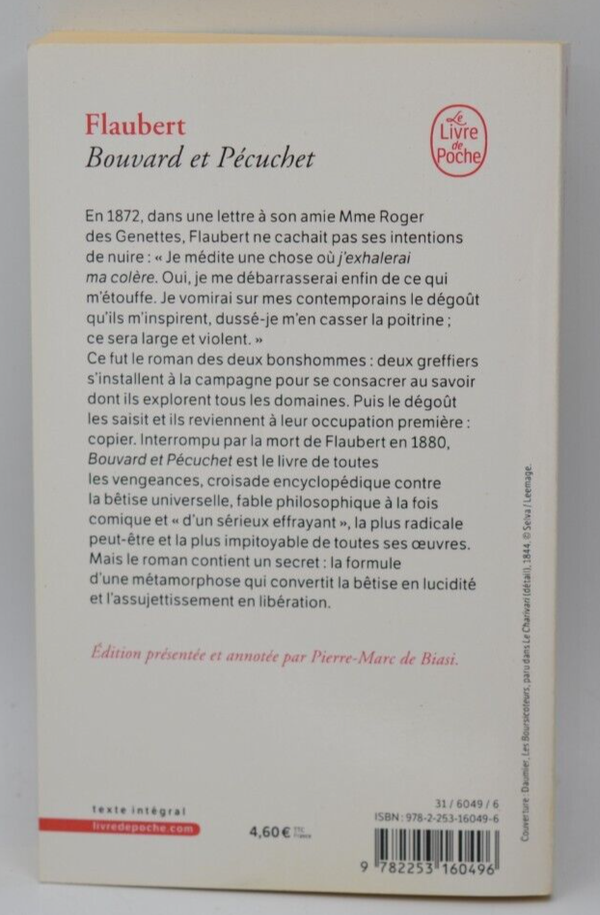 Flaubert
Bouvard et Pécuchet
Le
Livre
de
Poche
En 1872, dans une lettre à son amie Mme Roger
des Genettes, Flaubert ne cachait pas ses intentions
de nuire : « Je médite une chose où j'exhalerai
ma colère. Oui, je me débarrasserai enfin de ce qui
m'étouffe. Je vomirai sur mes contemporains le dégoût
qu'ils m'inspirent, dussé-je m'en casser la poitrine ;
ce sera large et violent. »
Ce fut le roman des deux bonshommes : deux greffiers
s'installent à la campagne pour se consacrer au savoir
dont ils explorent tous les domaines. Puis le dégoût
les saisit et ils reviennent à leur occupation première :
copier. Interrompu par la mort de Flaubert en 1880,
Bouvard et Pécuchet est le livre de toutes
les vengeances, croisade encyclopédique contre
la bêtise universelle, fable philosophique à la fois
comique et « d'un sérieux effrayant », la plus radicale
peut-être et la plus impitoyable de toutes ses œuvres.
Mais le roman contient un secret : la formule
d'une métamorphose qui convertit la bêtise en lucidité
et l'assujettissement en libération.
Édition présentée et annotée par Pierre-Marc de Biasi.
Couverture : Daumier, Les Boursicoteurs, paru dans Le Charivari (détail), 1844. © Selva / Leemage.
texte intégral
livredepoche.com
4,60 € TTC
France
31 / 6049 / 6
ISBN : 978-2-253-16049-6
9 782253 160496